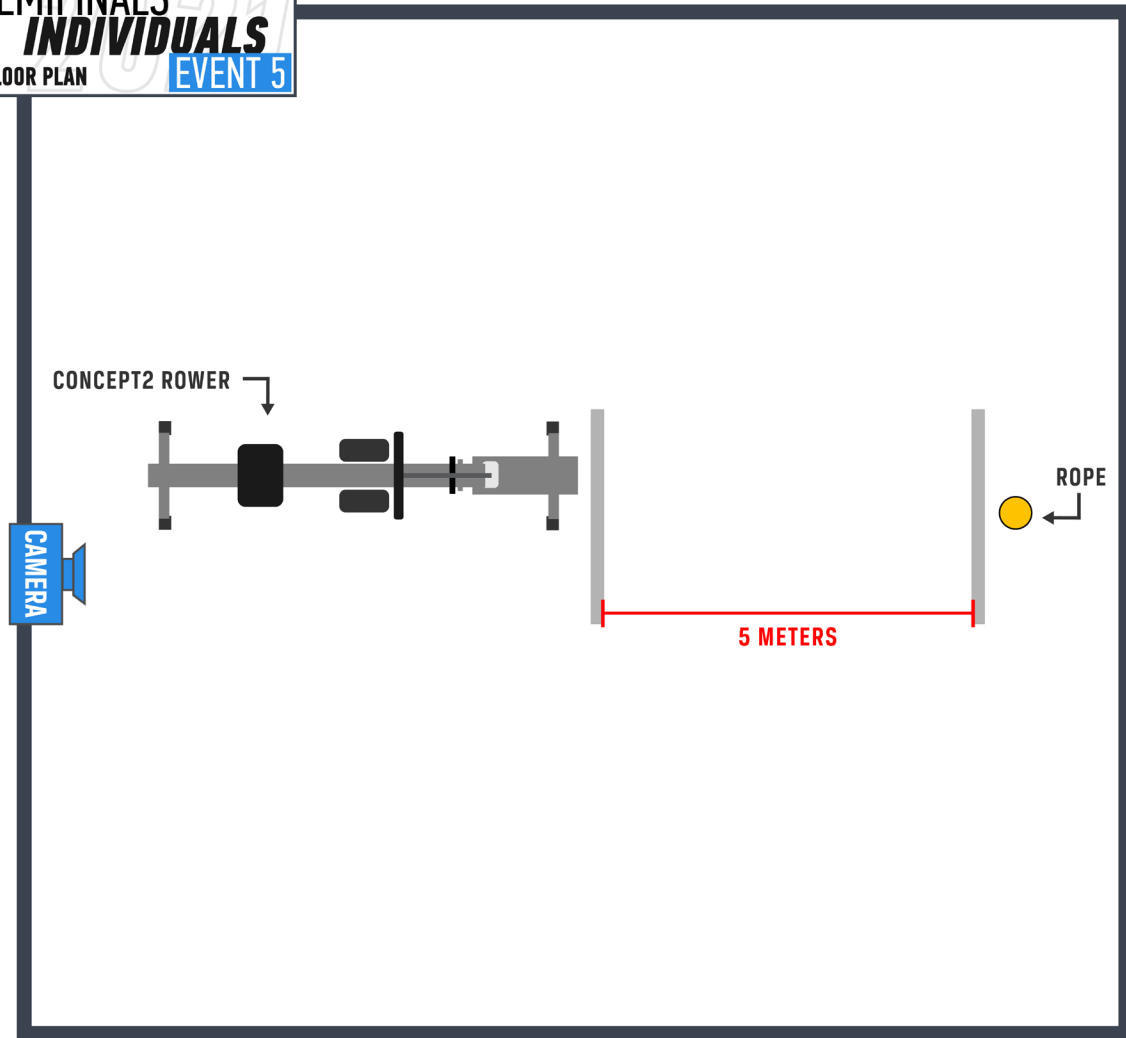 INDIVIDUALS
EVENT 5
CONCEPT2 ROWER
ROPE
CAMERA
5 METERS